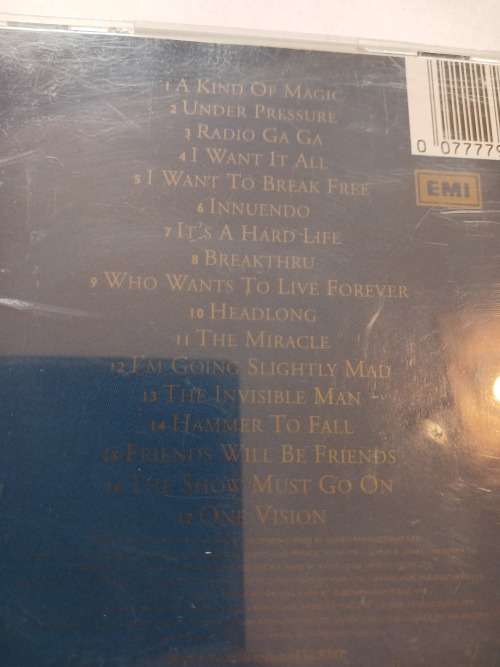 1 A KIND OF MAGIC
2 UNDER PRESSURE
3 RADIO GA GA
4 I WANT IT ALL
5 I WANT TO BREAK FREE
6 INNUENDO
7 IT'S A HARD LIFE
8 BREAKTHRU
9 WHO WANTS TO LIVE FOREVER
10 HEADLONG
11 THE MIRACLE
12 I'M GOING SLIGHTLY MAD
13 THE INVISIBLE MAN
14 HAMMER TO FALL
15 FRIENDS WILL BE FRIENDS
16 THE SHOW MUST GO ON
17 ONE VISION
0 07777
EMI